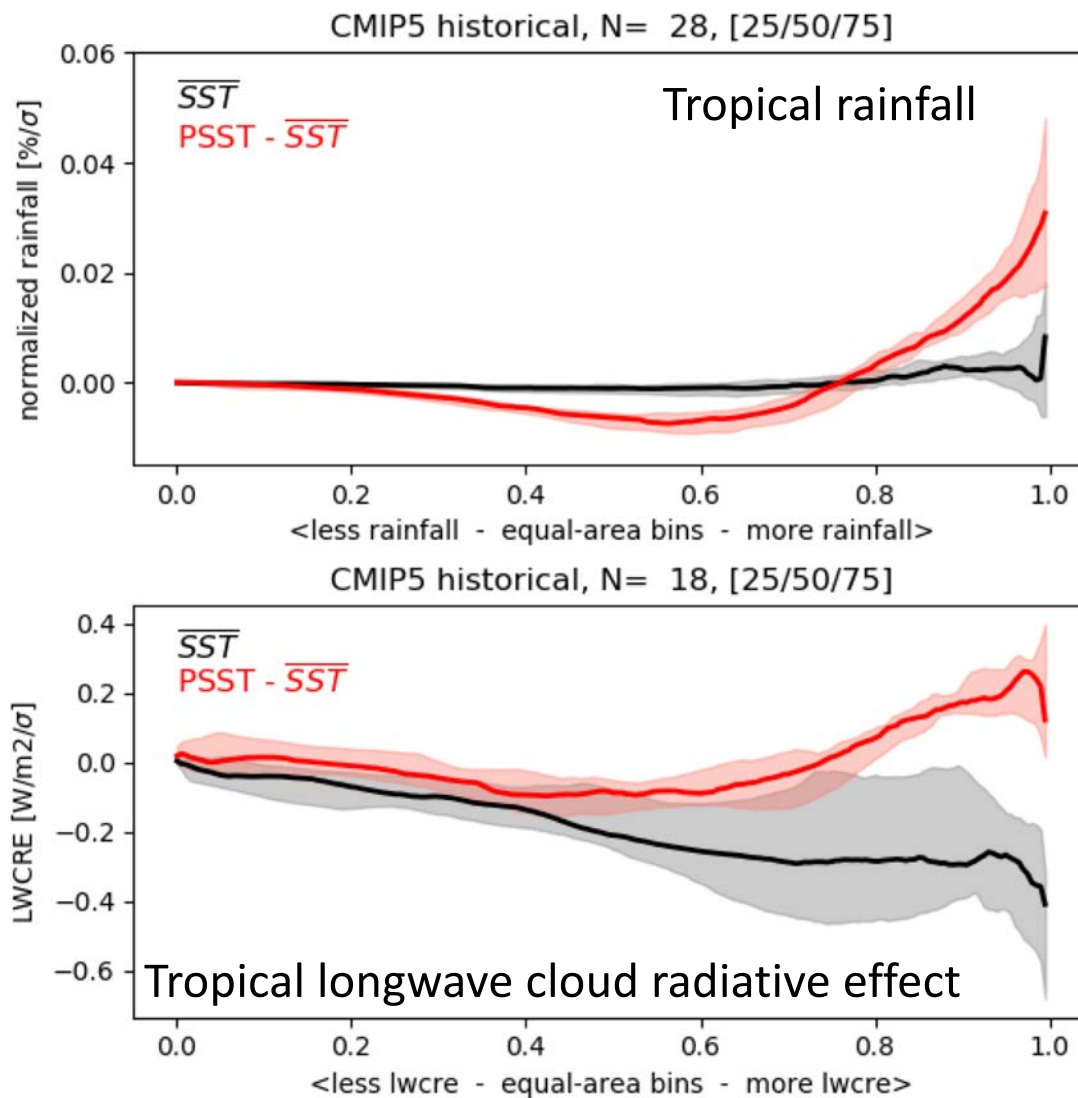 CMIP5 historical, N=  28, [25/50/75]
0.06
0.04
0.02
0.00
normalized rainfall [%/σ]
S̅S̅T̅
PSST - S̅S̅T̅
Tropical rainfall
0.0 0.2 0.4 0.6 0.8 1.0
<less rainfall  -  equal-area bins  -  more rainfall>
CMIP5 historical, N=  18, [25/50/75]
0.4
0.2
0.0
−0.2
−0.4
−0.6
LWCRE [W/m2/σ]
S̅S̅T̅
PSST - S̅S̅T̅
Tropical longwave cloud radiative effect
0.0 0.2 0.4 0.6 0.8 1.0
<less lwcre  -  equal-area bins  -  more lwcre>